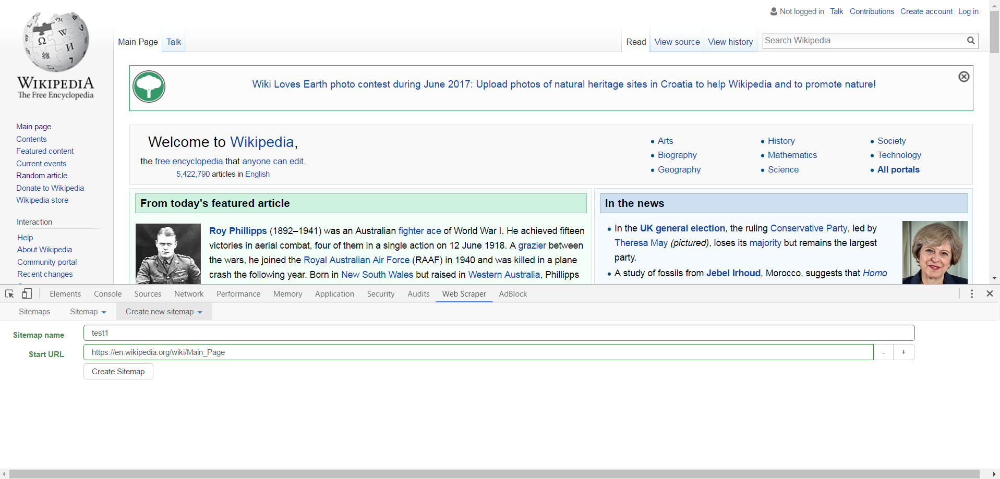 Not logged in Talk Contributions Create account Log in
Main Page Talk Read View source View history Search Wikipedia
WIKIPEDIA
The Free Encyclopedia
Main page
Contents
Featured content
Current events
Random article
Donate to Wikipedia
Wikipedia store
Interaction
Help
About Wikipedia
Community portal
Recent changes
Wiki Loves Earth photo contest during June 2017: Upload photos of natural heritage sites in Croatia to help Wikipedia and to promote nature!
Welcome to Wikipedia,
the free encyclopedia that anyone can edit.
5,422,790 articles in English
Arts
Biography
Geography
History
Mathematics
Science
Society
Technology
All portals
From today's featured article
Roy Phillipps (1892–1941) was an Australian fighter ace of World War I. He achieved fifteen
victories in aerial combat, four of them in a single action on 12 June 1918. A grazier between
the wars, he joined the Royal Australian Air Force (RAAF) in 1940 and was killed in a plane
crash the following year. Born in New South Wales but raised in Western Australia, Phillipps
In the news
In the UK general election, the ruling Conservative Party, led by
Theresa May (pictured), loses its majority but remains the largest
party.
A study of fossils from Jebel Irhoud, Morocco, suggests that Homo
Elements Console Sources Network Performance Memory Application Security Audits Web Scraper AdBlock
Sitemaps Sitemap Create new sitemap
Sitemap name test1
Start URL https://en.wikipedia.org/wiki/Main_Page - +
Create Sitemap